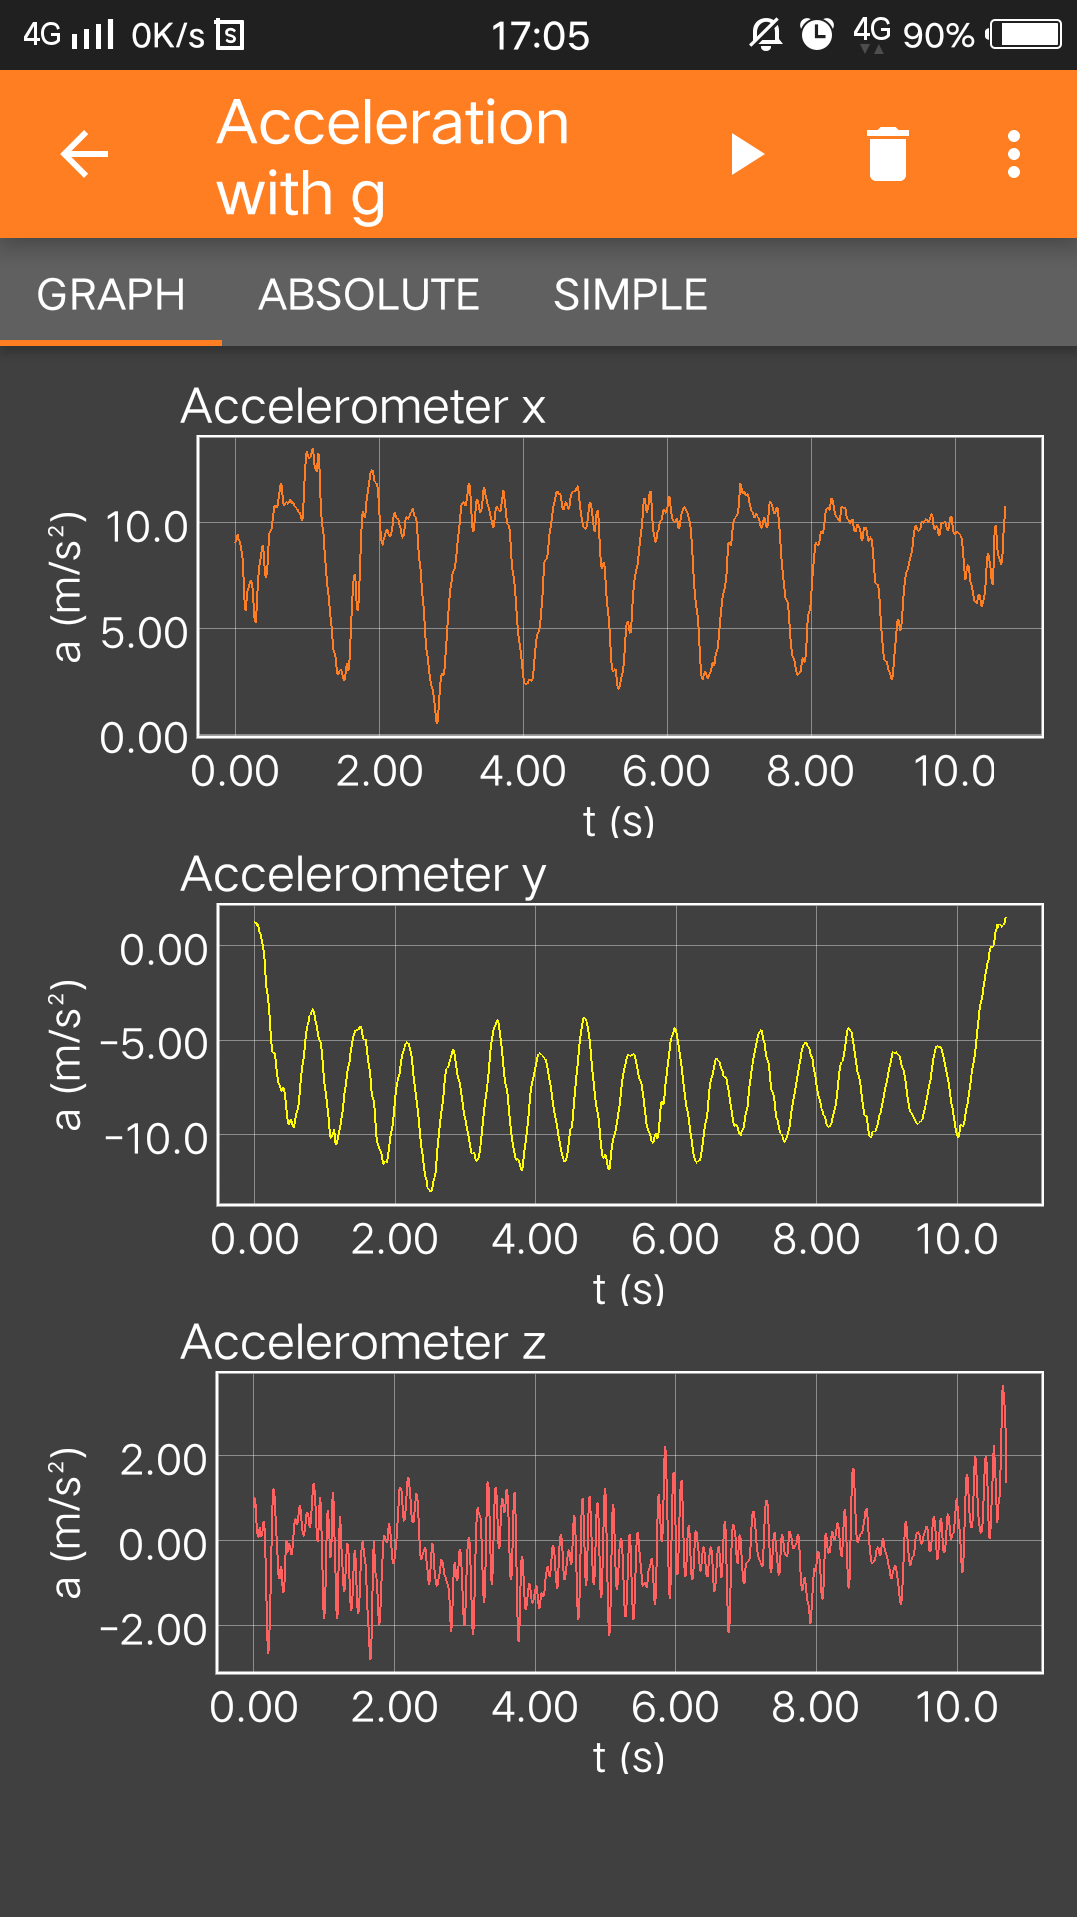 4G 0K/s S 17:05 4G 90%
Acceleration
with g
GRAPH ABSOLUTE SIMPLE
Accelerometer x
a (m/s²)
10.0
5.00
0.00
0.00 2.00 4.00 6.00 8.00 10.0
t (s)
Accelerometer y
a (m/s²)
0.00
−5.00
−10.0
0.00 2.00 4.00 6.00 8.00 10.0
t (s)
Accelerometer z
a (m/s²)
2.00
0.00
−2.00
0.00 2.00 4.00 6.00 8.00 10.0
t (s)